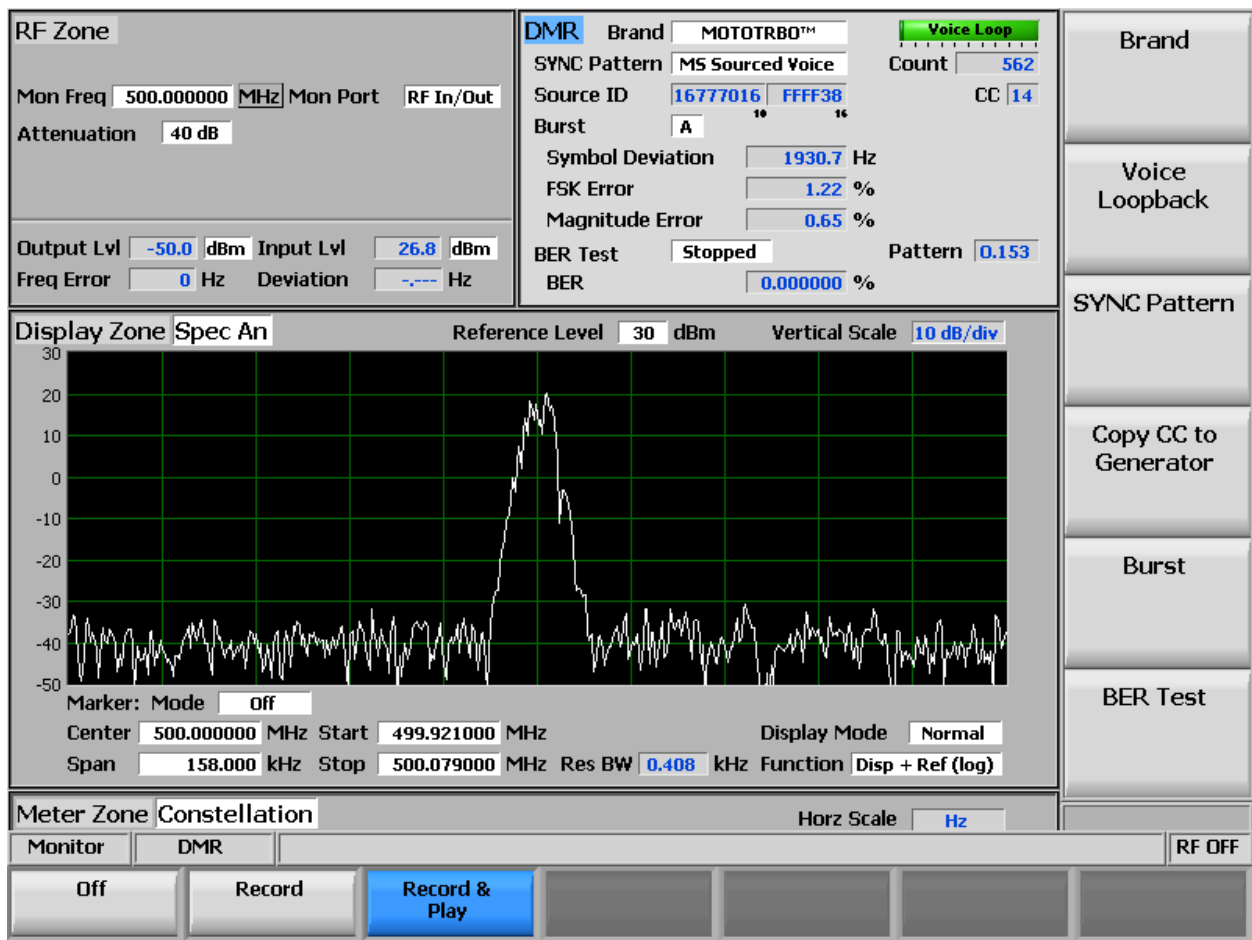 RF Zone
Mon Freq 500.000000 MHz Mon Port RF In/Out
Attenuation 40 dB
Output Lvl -50.0 dBm Input Lvl 26.8 dBm
Freq Error 0 Hz Deviation -.--- Hz
DMR Brand MOTOTRBO™ Voice Loop
SYNC Pattern MS Sourced Voice Count 562
Source ID 16777016 FFFF38 CC 14
10 16
Burst A
Symbol Deviation 1930.7 Hz
FSK Error 1.22 %
Magnitude Error 0.65 %
BER Test Stopped Pattern 0.153
BER 0.000000 %
Display Zone Spec An Reference Level 30 dBm Vertical Scale 10 dB/div
30
20
10
0
-10
-20
-30
-40
-50
Marker: Mode Off
Center 500.000000 MHz Start 499.921000 MHz Display Mode Normal
Span 158.000 kHz Stop 500.079000 MHz Res BW 0.408 kHz Function Disp + Ref (log)
Meter Zone Constellation Horz Scale Hz
Brand
Voice
Loopback
SYNC Pattern
Copy CC to
Generator
Burst
BER Test
Monitor DMR RF OFF
Off Record Record &
Play